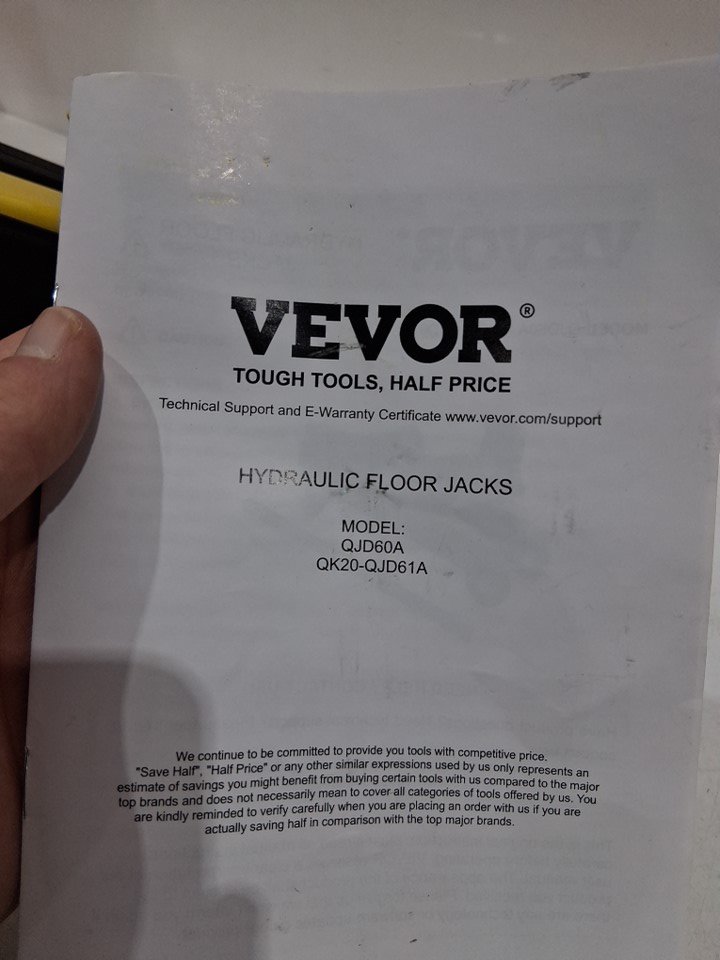 VEVOR®
TOUGH TOOLS, HALF PRICE
Technical Support and E-Warranty Certificate www.vevor.com/support
HYDRAULIC FLOOR JACKS
MODEL:
QJD60A
QK20-QJD61A
We continue to be committed to provide you tools with competitive price.
"Save Half", "Half Price" or any other similar expressions used by us only represents an
estimate of savings you might benefit from buying certain tools with us compared to the major
top brands and does not necessarily mean to cover all categories of tools offered by us. You
are kindly reminded to verify carefully when you are placing an order with us if you are
actually saving half in comparison with the top major brands.